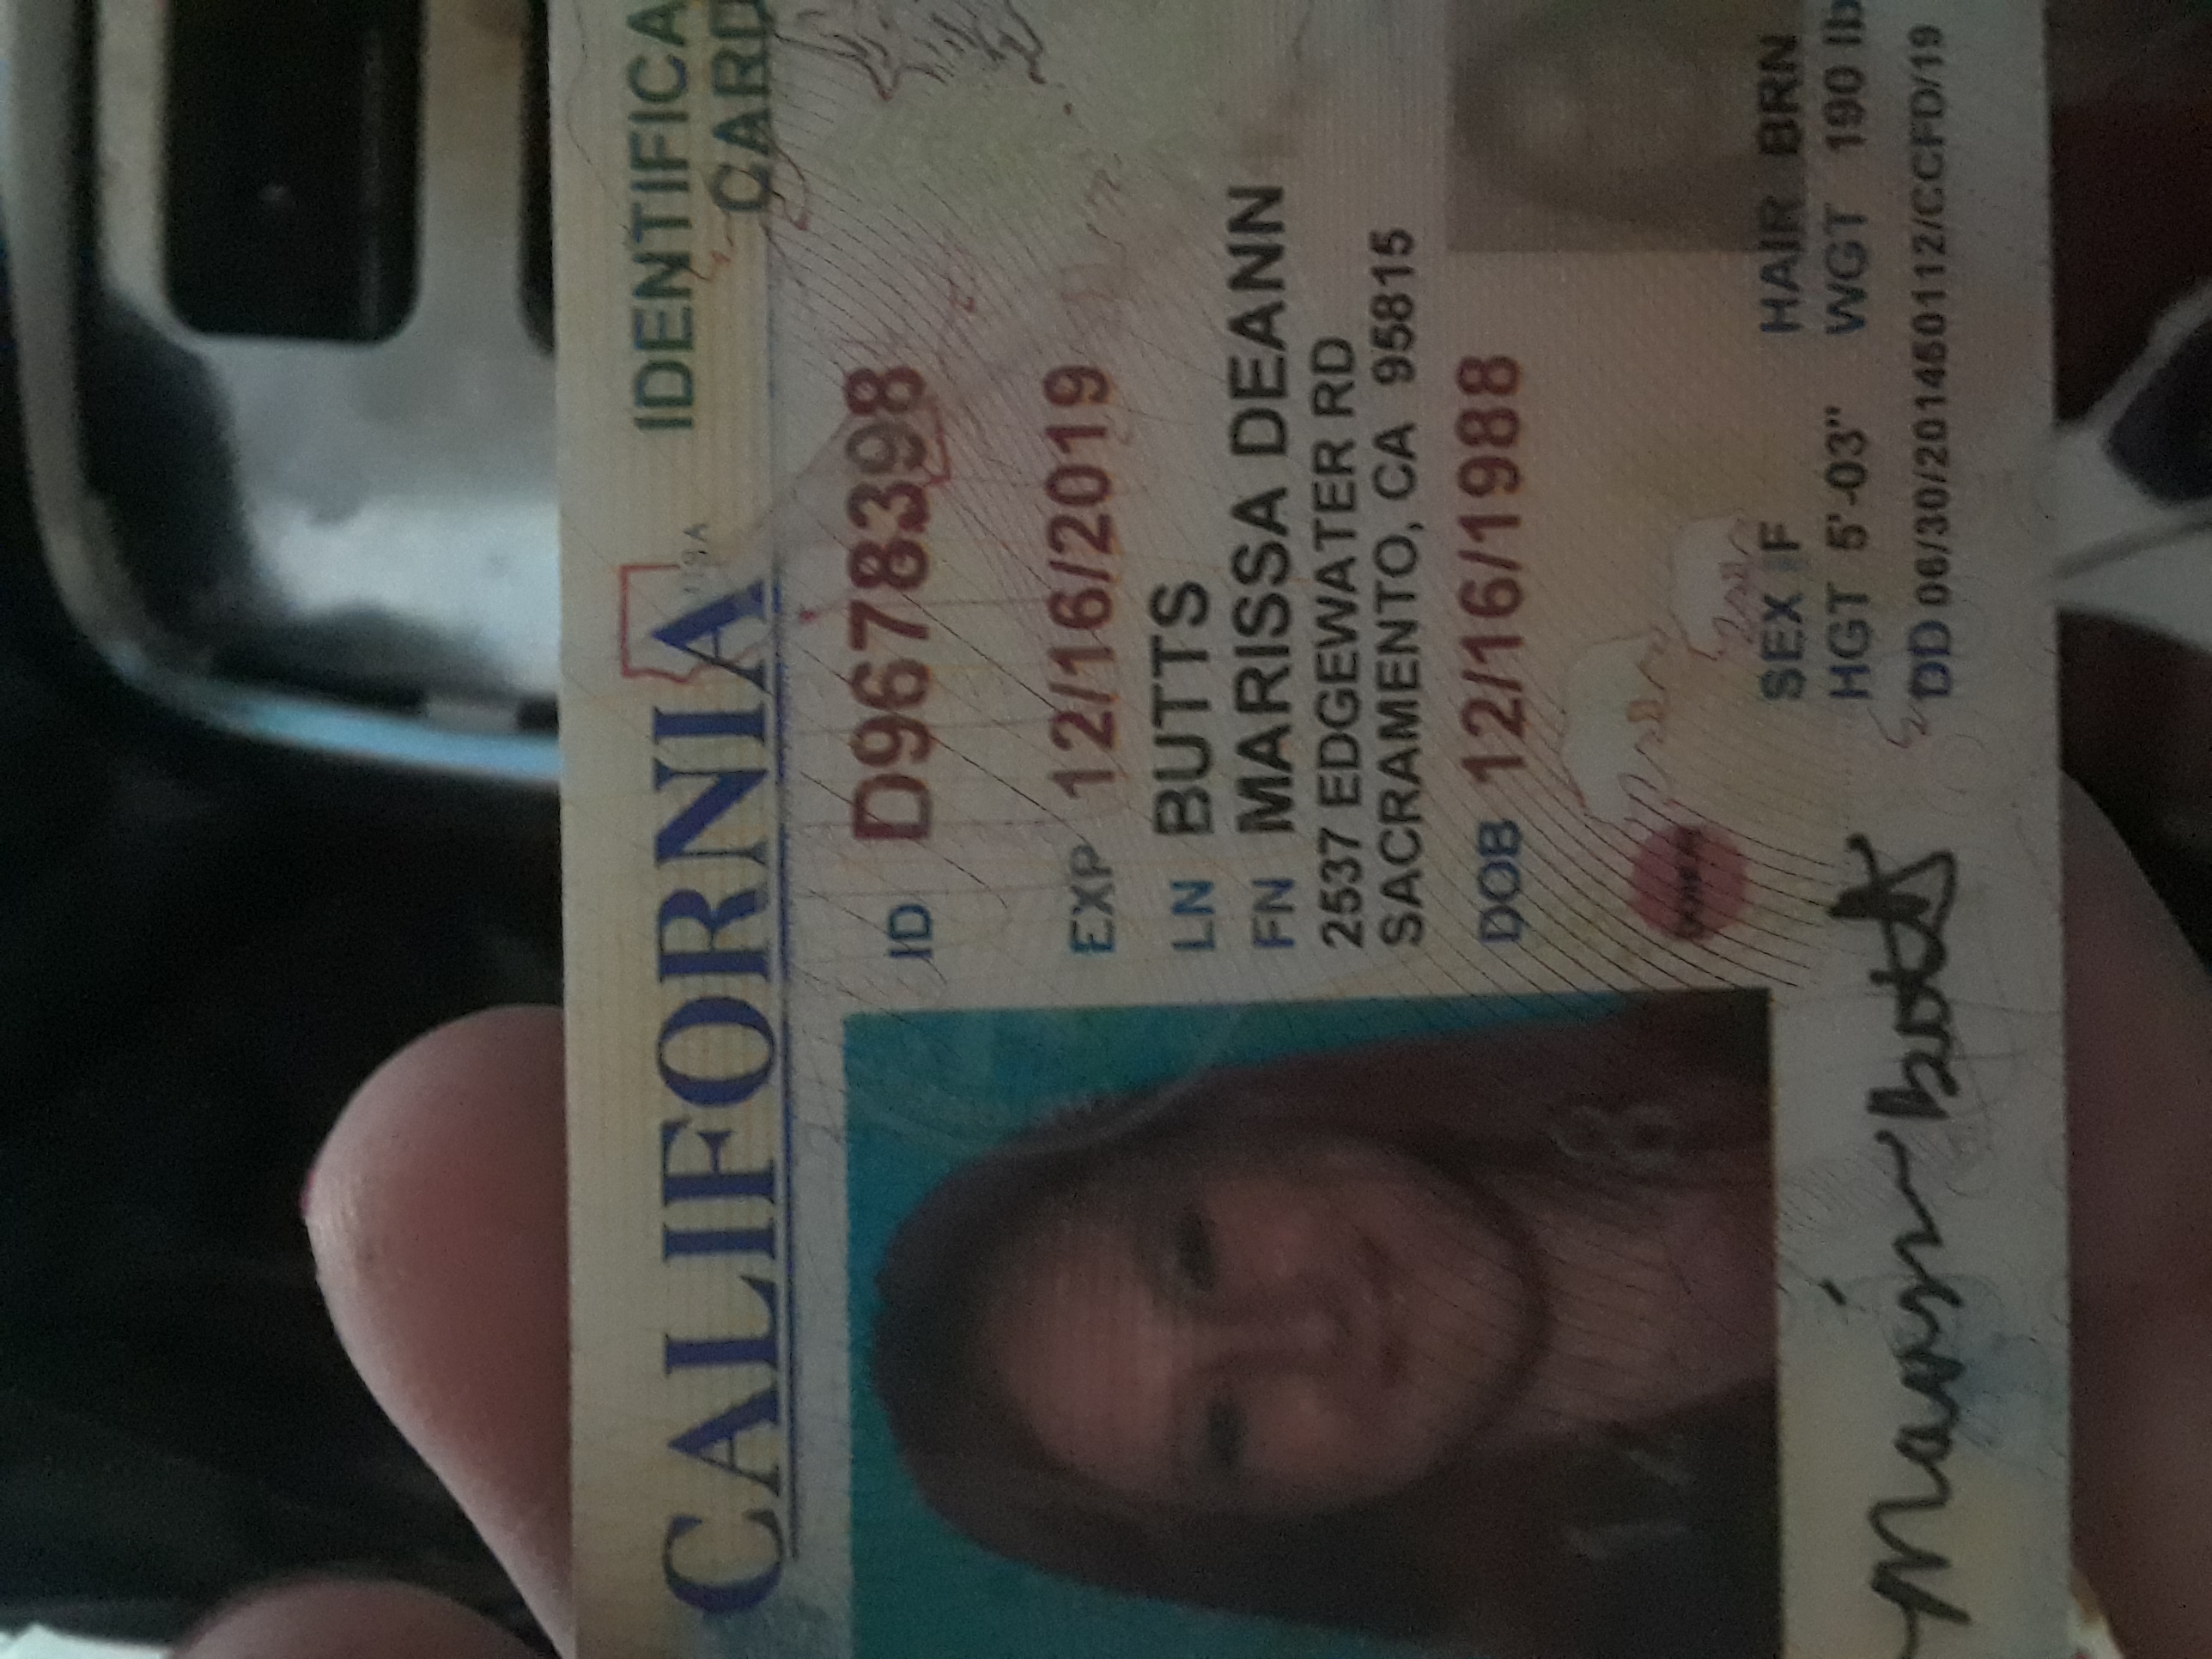 CALIFORNIA
USA
IDENTIFICA
CARD
ID D9678398
EXP 12/16/2019
LN BUTTS
FN MARISSA DEANN
2537 EDGEWATER RD
SACRAMENTO, CA 95815
DOB 12/16/1988
DONOR
SEX F HAIR BRN
HGT 5'-03" WGT 190 lb
DD 06/30/201450112/CCFD/19
Marissa Butts